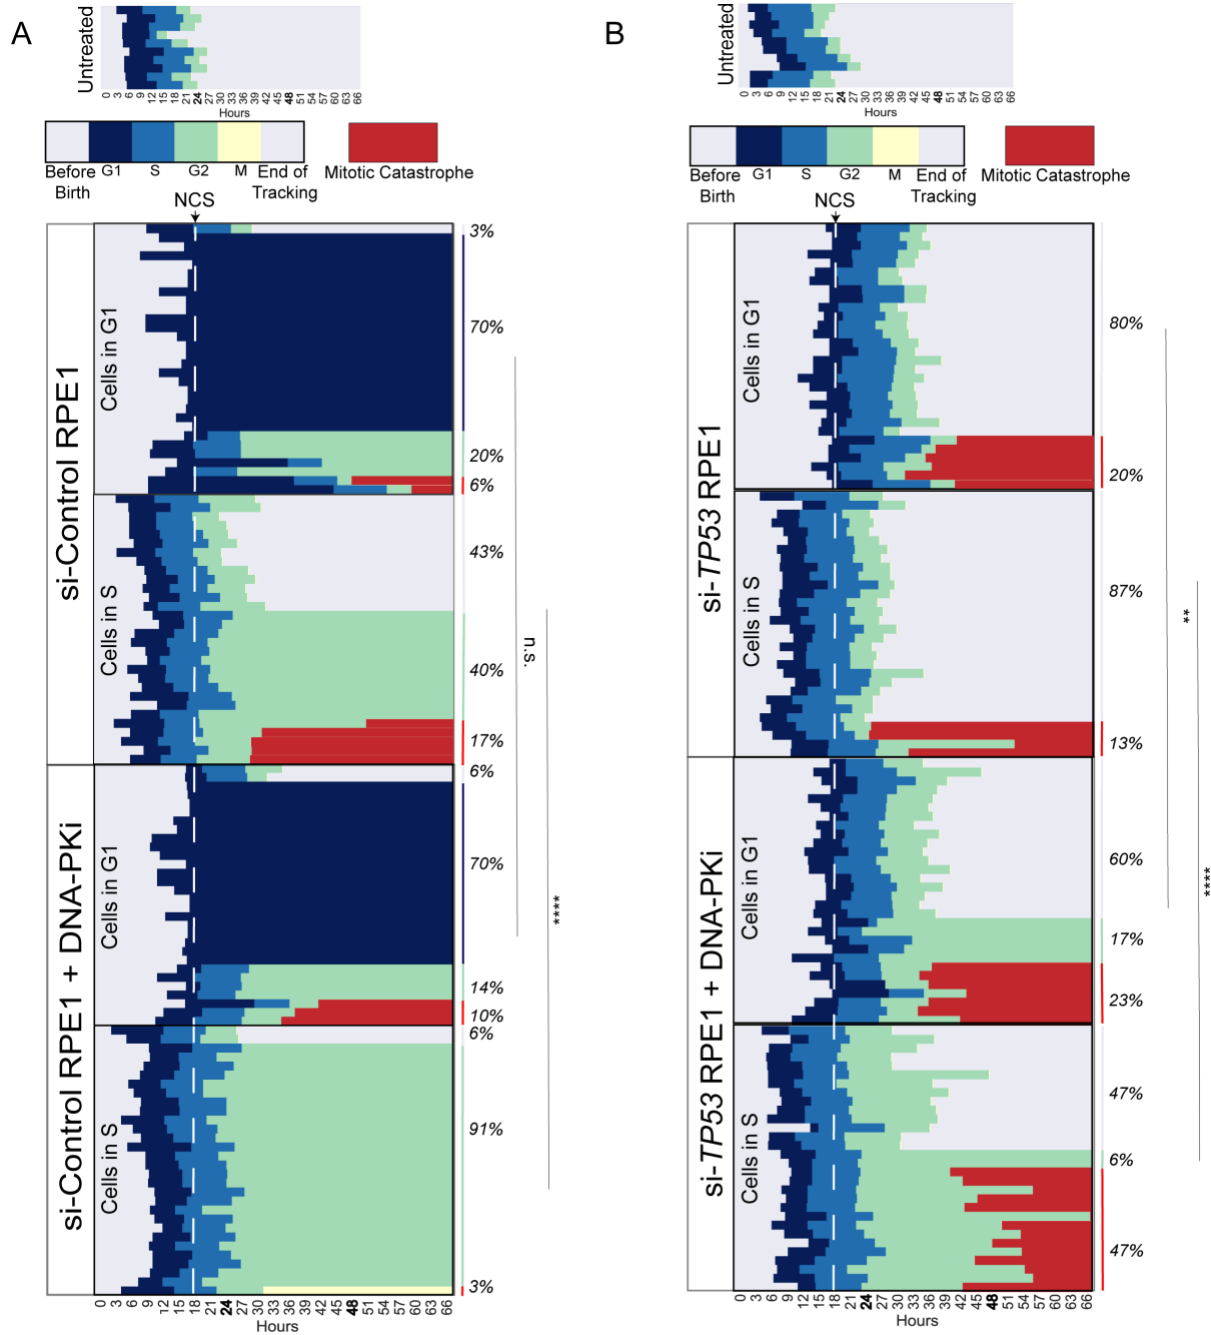 A
Untreated
0 3 6 9 12 15 18 21 24 27 30 33 36 39 42 45 48 51 54 57 60 63 66
Hours
Before Birth
G1
S
G2
M
End of Tracking
Mitotic Catastrophe
NCS
si-Control RPE1
Cells in G1
3%
70%
20%
6%
Cells in S
43%
40%
17%
si-Control RPE1 + DNA-PKi
Cells in G1
6%
70%
14%
10%
Cells in S
6%
91%
3%
n.s.
****
0 3 6 9 12 15 18 21 24 27 30 33 36 39 42 45 48 51 54 57 60 63 66
Hours
B
Untreated
0 3 6 9 12 15 18 21 24 27 30 33 36 39 42 45 48 51 54 57 60 63 66
Hours
Before Birth
G1
S
G2
M
End of Tracking
Mitotic Catastrophe
NCS
si-TP53 RPE1
Cells in G1
80%
20%
Cells in S
87%
13%
si-TP53 RPE1 + DNA-PKi
Cells in G1
60%
17%
23%
Cells in S
47%
6%
47%
**
****
0 3 6 9 12 15 18 21 24 27 30 33 36 39 42 45 48 51 54 57 60 63 66
Hours